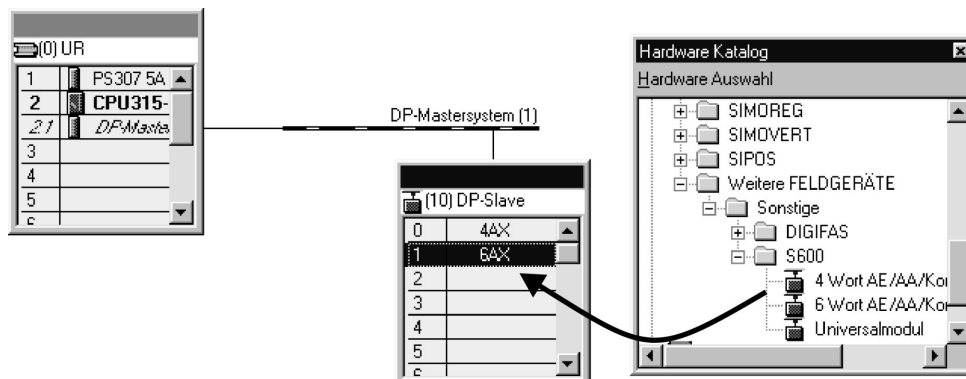 (0) UR
1 PS307 5A
2 CPU315-
2.1 DP-Maste
3
4
5
DP-Mastersystem (1)
(10) DP-Slave
0 4AX
1 6AX
2
3
4
5
Hardware Katalog
Hardware Auswahl
SIMOREG
SIMOVERT
SIPOS
Weitere FELDGERÄTE
Sonstige
DIGIFAS
S600
4 Wort AE/AA/Kon
6 Wort AE/AA/Kon
Universalmodul